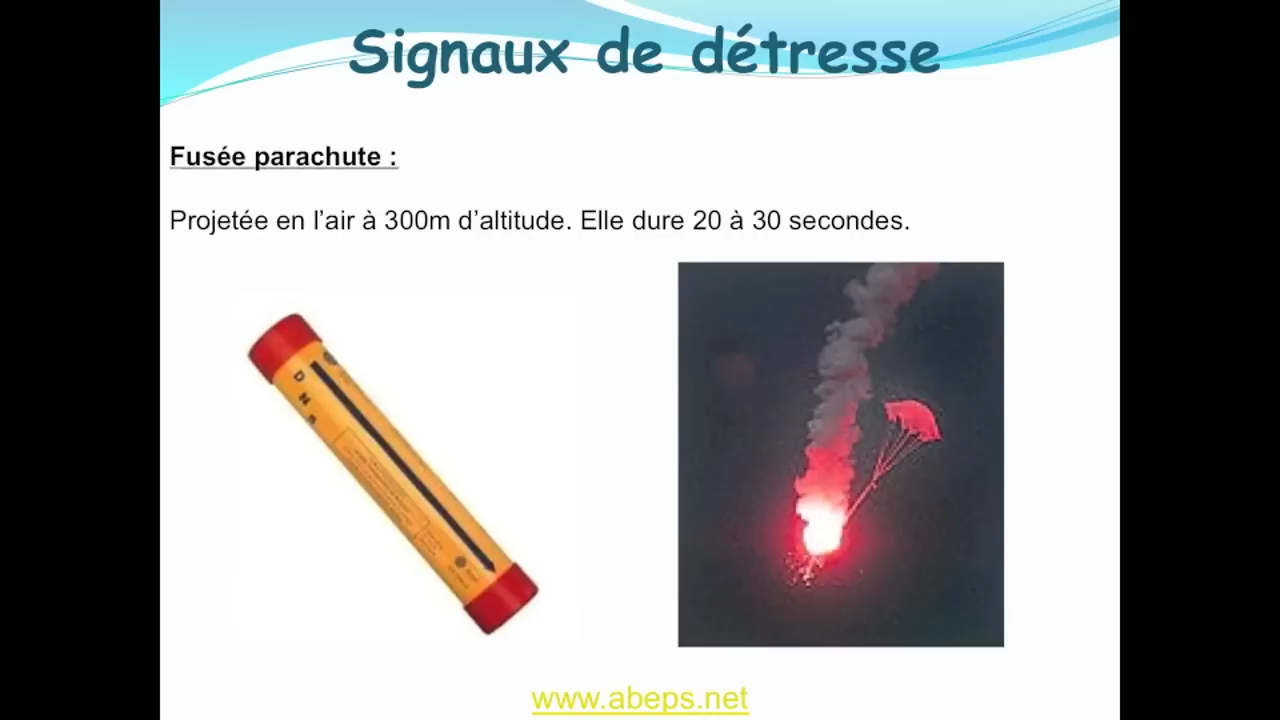 Signaux de détresse
Fusée parachute :
Projetée en l’air à 300m d’altitude. Elle dure 20 à 30 secondes.
www.abeps.net